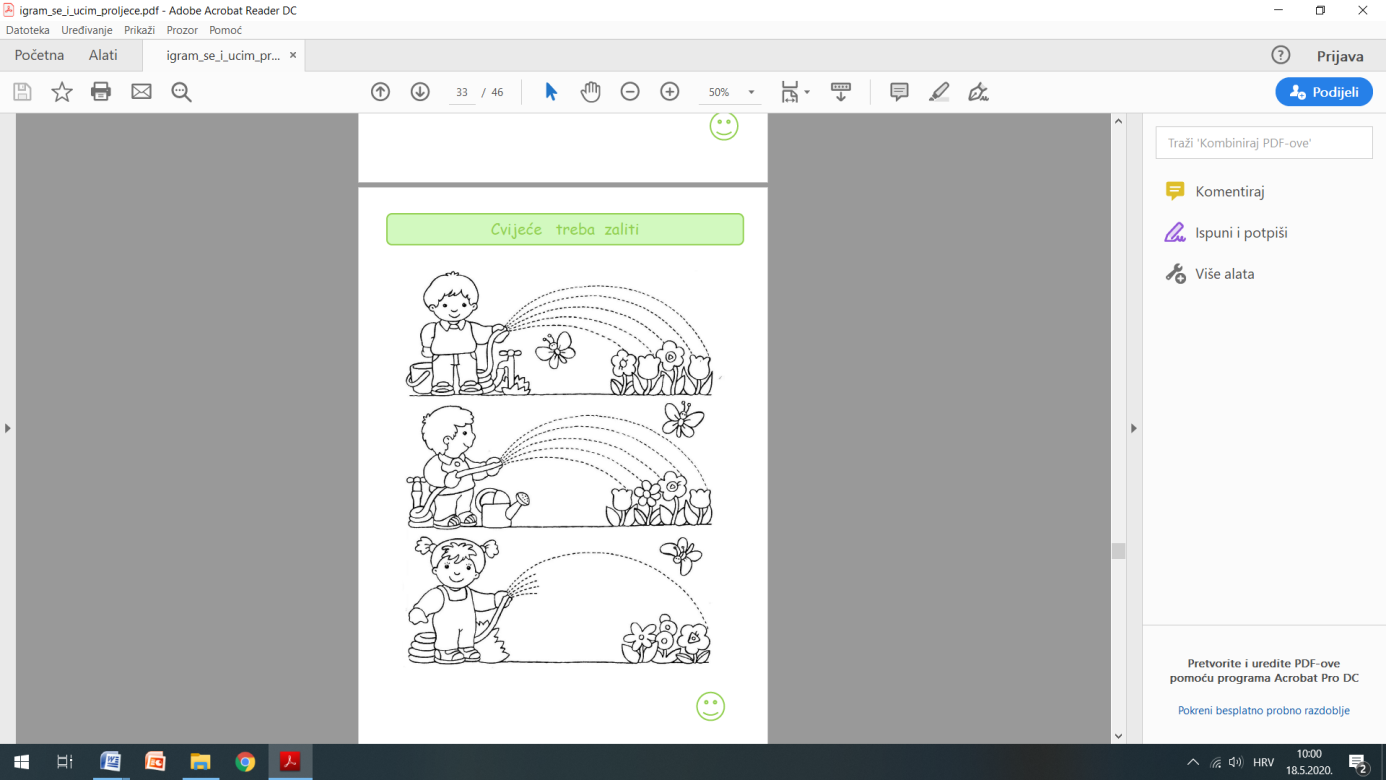 igram_se_i_ucim_proljece.pdf - Adobe Acrobat Reader DC
Datoteka Uređivanje Prikaži Prozor Pomoć
Početna Alati igram_se_i_ucim_pr... × Prijava
33 / 46 50% Podijeli
Traži 'Kombiniraj PDF-ove'
Komentiraj
Ispuni i potpiši
Više alata
Cvijeće treba zaliti
Pretvorite i uredite PDF-ove
pomoću programa Acrobat Pro DC
Pokreni besplatno probno razdoblje
HRV
10:00
18.5.2020.
2